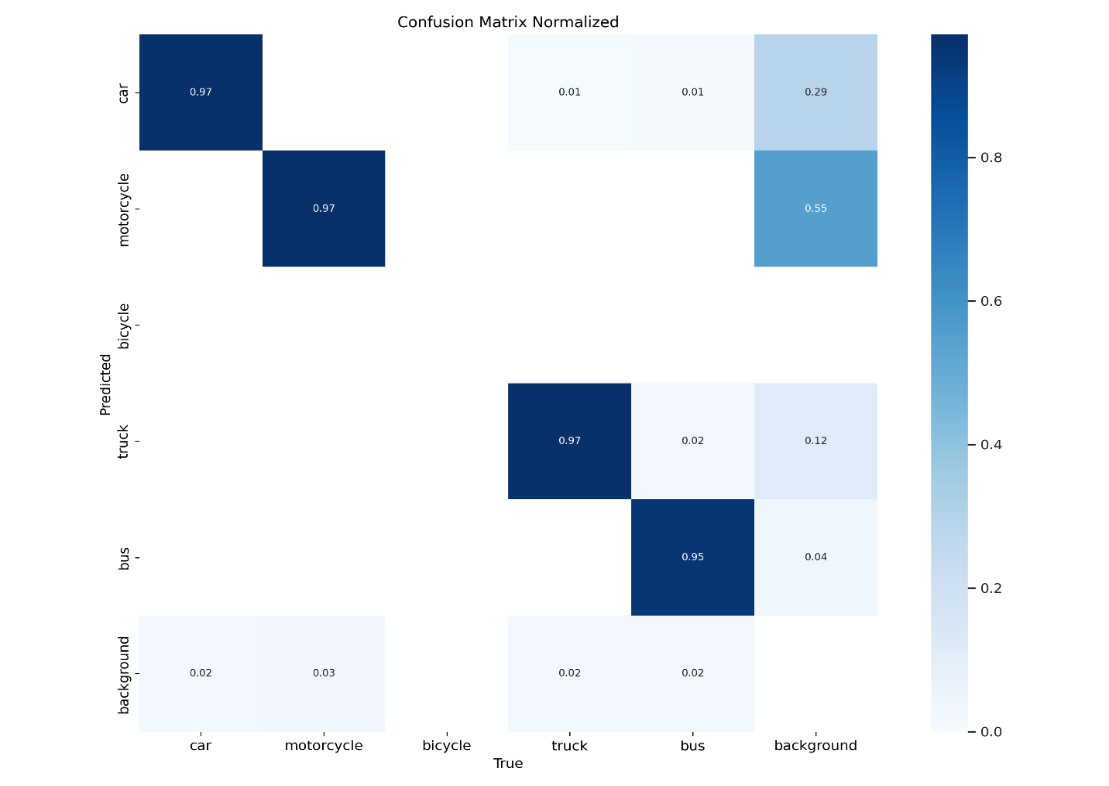 Confusion Matrix Normalized
car
0.97
0.01
0.01
0.29
motorcycle
0.97
0.55
bicycle
Predicted
truck
0.97
0.02
0.12
bus
0.95
0.04
background
0.02
0.03
0.02
0.02
car
motorcycle
bicycle
truck
bus
background
True
0.8
0.6
0.4
0.2
0.0